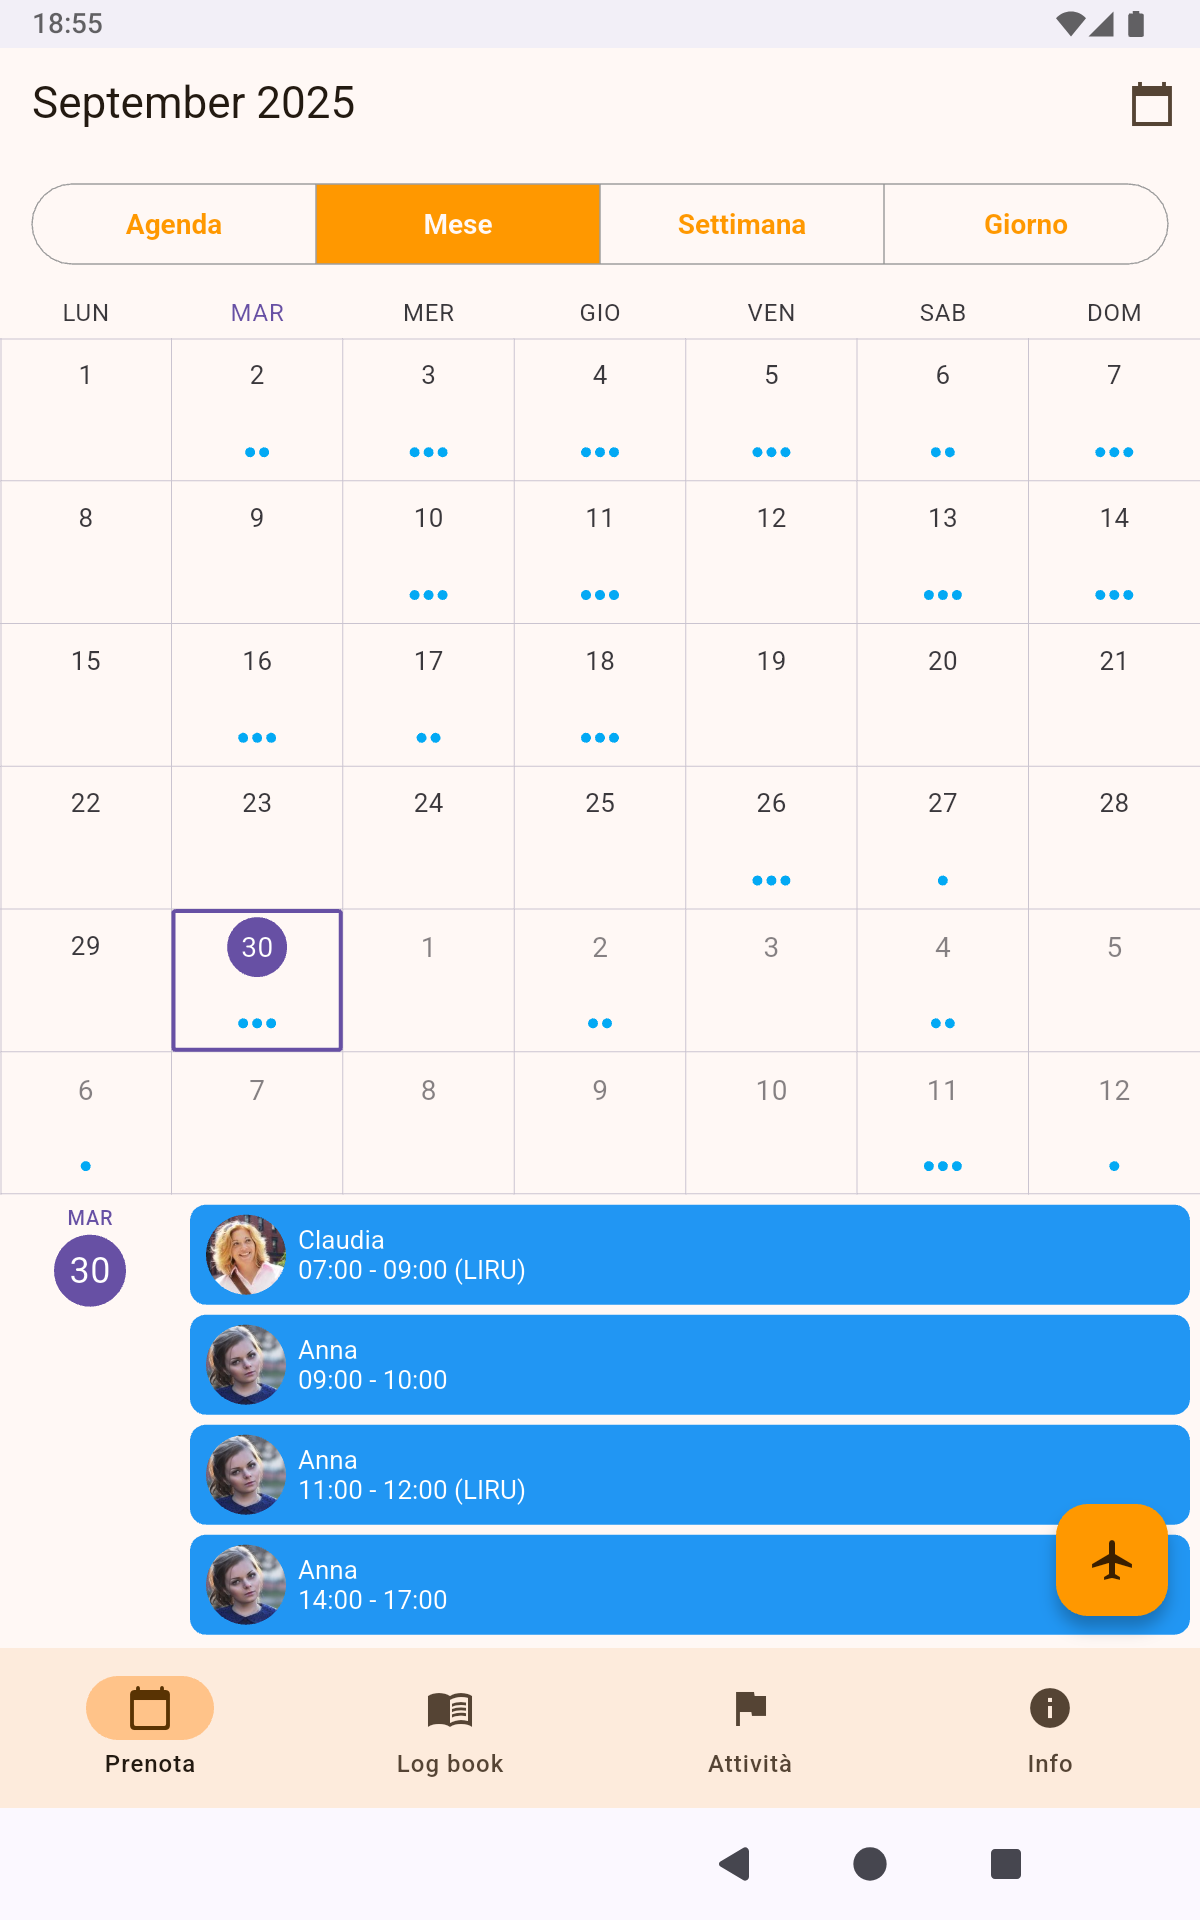 18:55
September 2025
Agenda Mese Settimana Giorno
LUN MAR MER GIO VEN SAB DOM
1 2 3 4 5 6 7
8 9 10 11 12 13 14
15 16 17 18 19 20 21
22 23 24 25 26 27 28
29 30 1 2 3 4 5
6 7 8 9 10 11 12
MAR
30
Claudia
07:00 - 09:00 (LIRU)
Anna
09:00 - 10:00
Anna
11:00 - 12:00 (LIRU)
Anna
14:00 - 17:00
Prenota Log book Attività Info